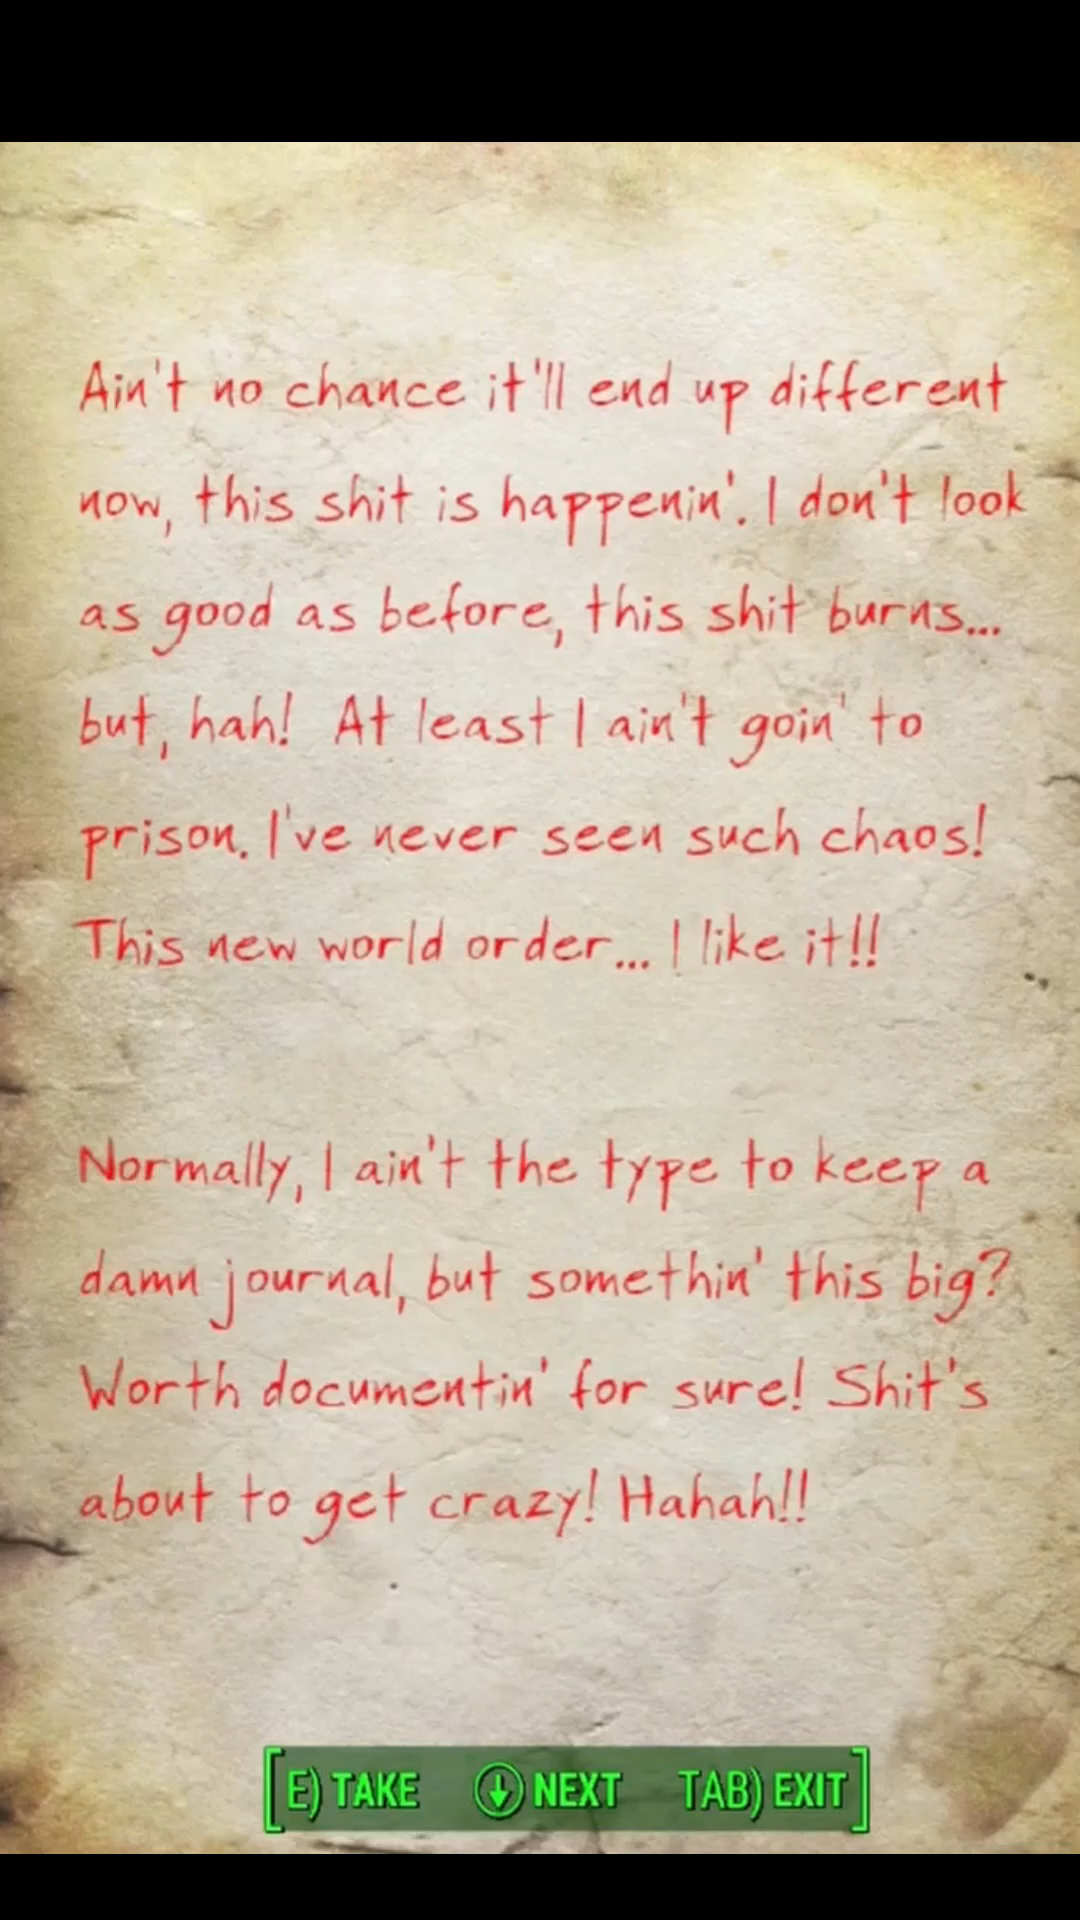 Ain't no chance it'll end up different
now, this shit is happenin'. I don't look
as good as before, this shit burns...
but, hah! At least I ain't goin' to
prison. I've never seen such chaos!
This new world order... I like it!!
Normally, I ain't the type to keep a
damn journal, but somethin' this big?
Worth documentin' for sure! Shit's
about to get crazy! Hahah!!
E) TAKE NEXT TAB) EXIT